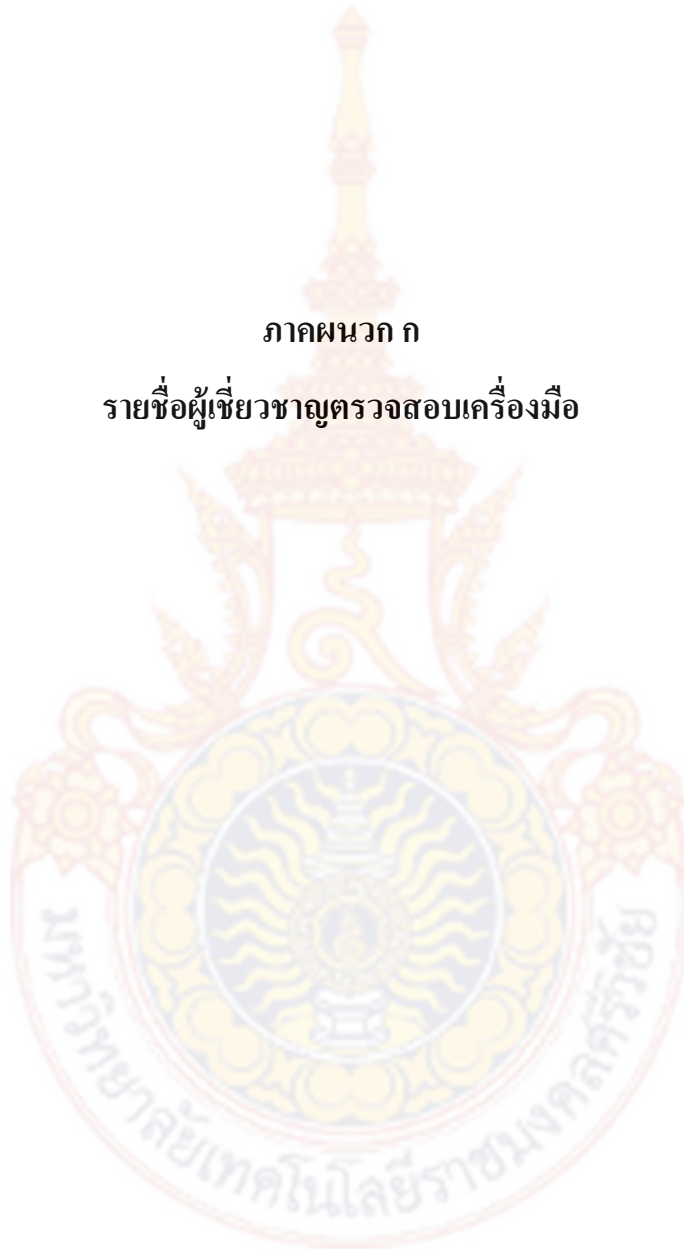 ภาคผนวก ก
รายชื่อผู้เชี่ยวชาญตรวจสอบเครื่องมือ
มหาวิทยาลัยเทคโนโลยีราชมงคลศรีวิชัย